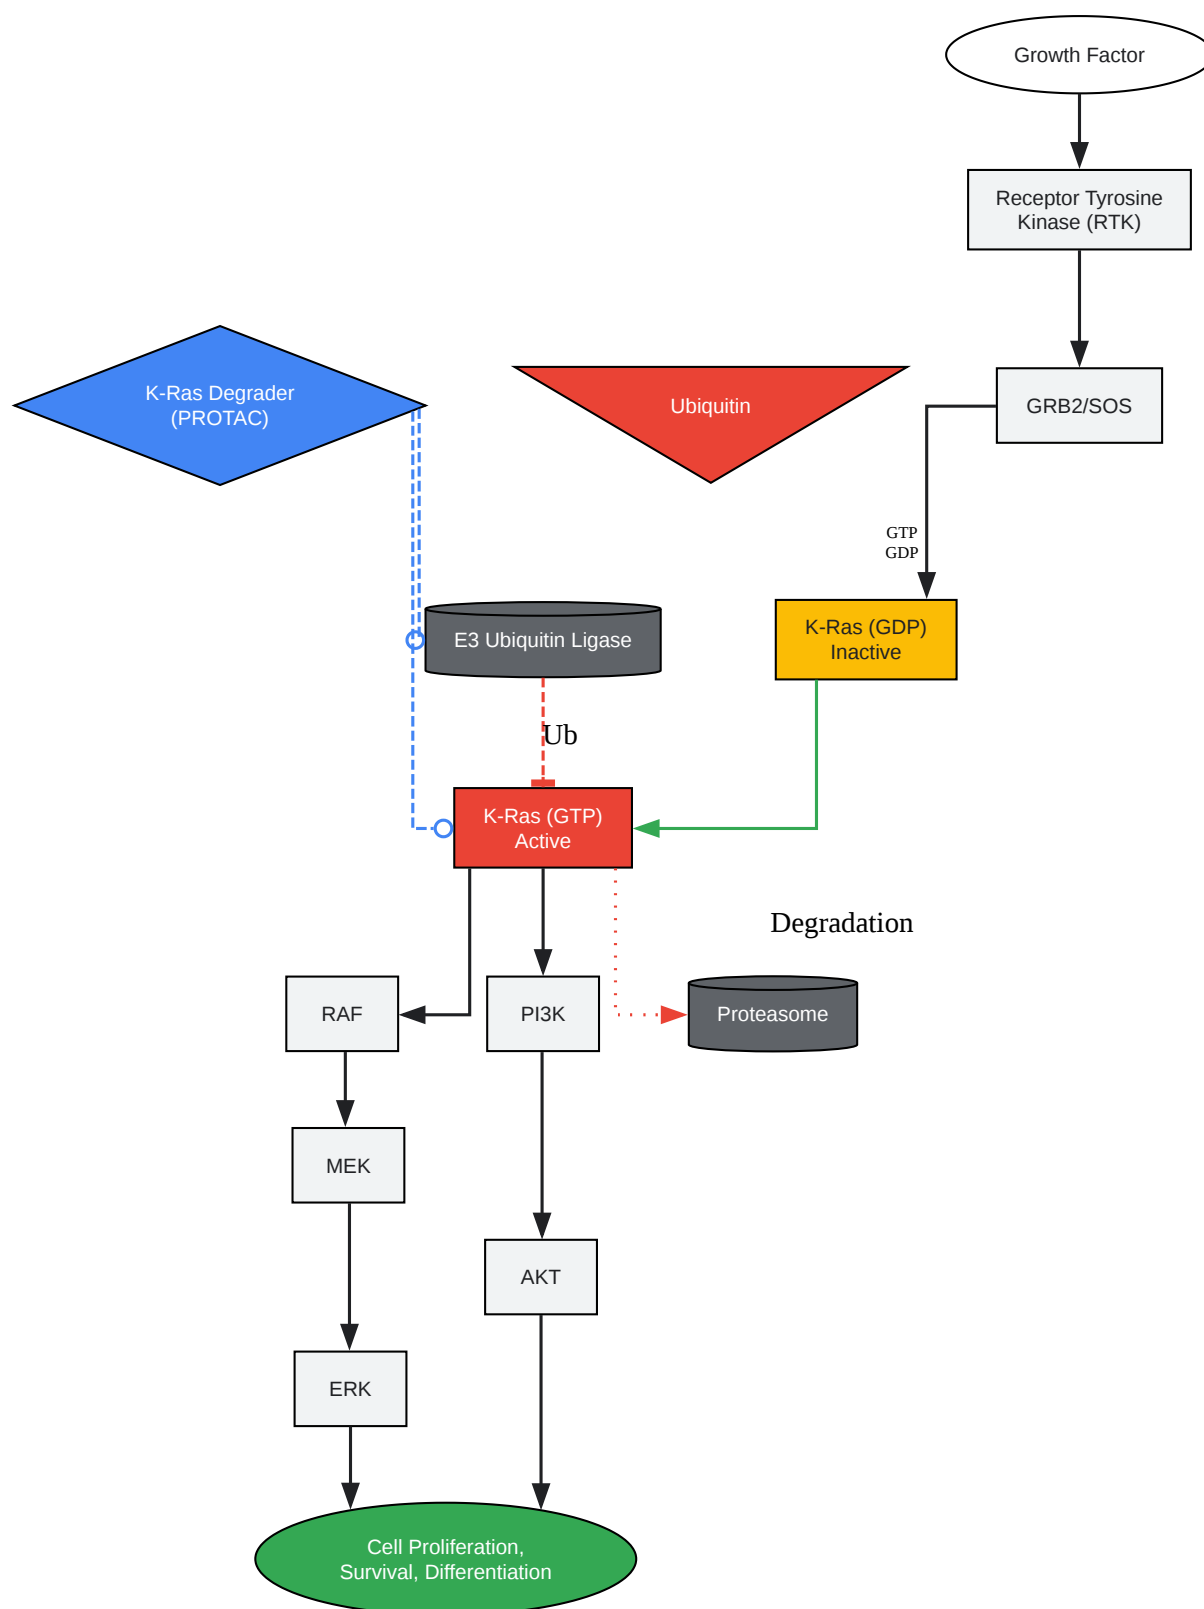 Growth Factor
Receptor Tyrosine
Kinase (RTK)
K-Ras Degrader
(PROTAC)
Ubiquitin
GRB2/SOS
GTP
GDP
E3 Ubiquitin Ligase
K-Ras (GDP)
Inactive
Ub
K-Ras (GTP)
Active
Degradation
RAF
PI3K
Proteasome
MEK
AKT
ERK
Cell Proliferation,
Survival, Differentiation